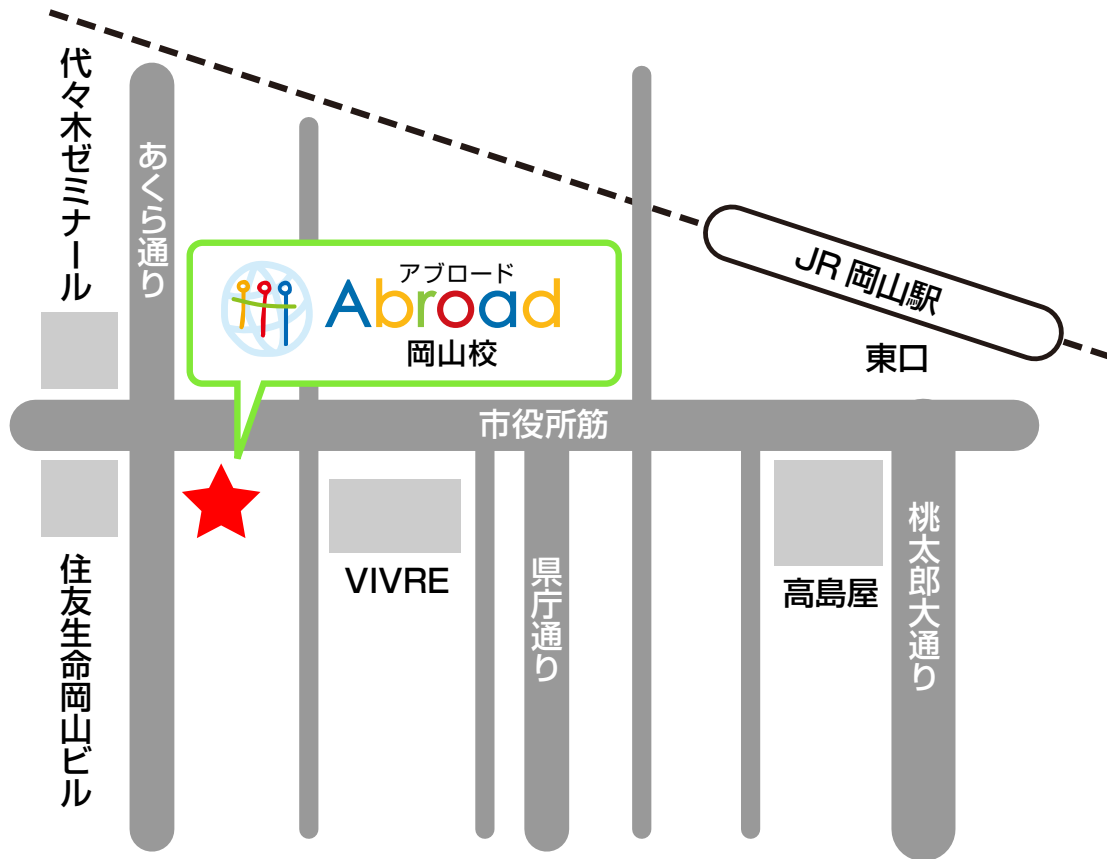 代々木ゼミナール
あくら通り
アブロード
Abroad
岡山校
JR 岡山駅
東口
市役所筋
住友生命岡山ビル
VIVRE
県庁通り
高島屋
桃太郎大通り